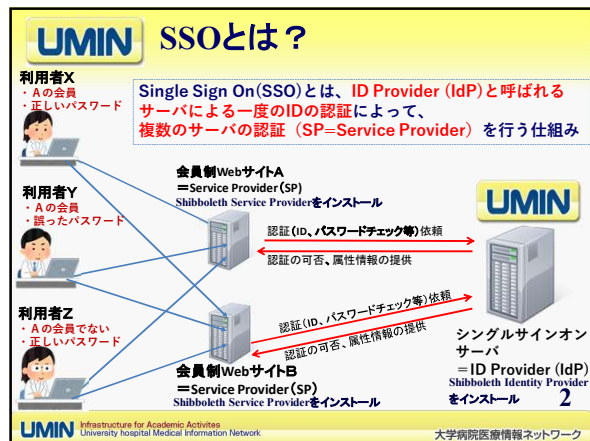 UMIN SSOとは？
利用者X
・Aの会員
・正しいパスワード
Single Sign On(SSO)とは、ID Provider (IdP)と呼ばれる
サーバによる一度のIDの認証によって、
複数のサーバの認証（SP=Service Provider）を行う仕組み
利用者Y
・Aの会員
・誤ったパスワード
利用者Z
・Aの会員でない
・正しいパスワード
会員制WebサイトA
＝Service Provider(SP)
Shibboleth Service Providerをインストール
認証(ID、パスワードチェック等)依頼
認証の可否、属性情報の提供
認証(ID、パスワードチェック等)依頼
認証の可否、属性情報の提供
会員制WebサイトB
＝Service Provider(SP)
Shibboleth Service Providerをインストール
UMIN
シングルサインオン
サーバ
＝ID Provider (IdP)
Shibboleth Identity Provider
をインストール
2
UMIN Infrastructure for Academic Activites
University hospital Medical Information Network
大学病院医療情報ネットワーク